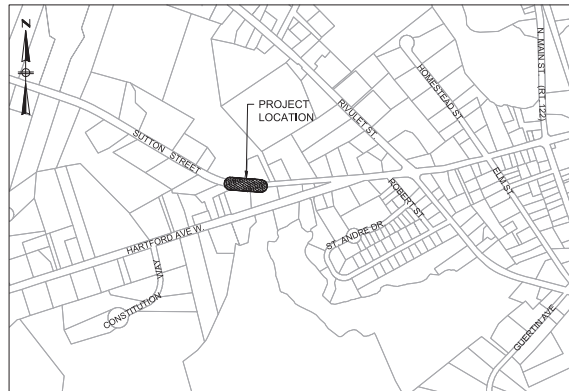 N
PROJECT
LOCATION
SUTTON STREET
RIVULET ST.
HOMESTEAD ST.
N. MAIN ST. (RT. 122)
ELM ST.
ROBERT ST.
ST. ANDRE DR.
HARTFORD AVE W.
CONSTITUTION
WAY
GUERTIN AVE